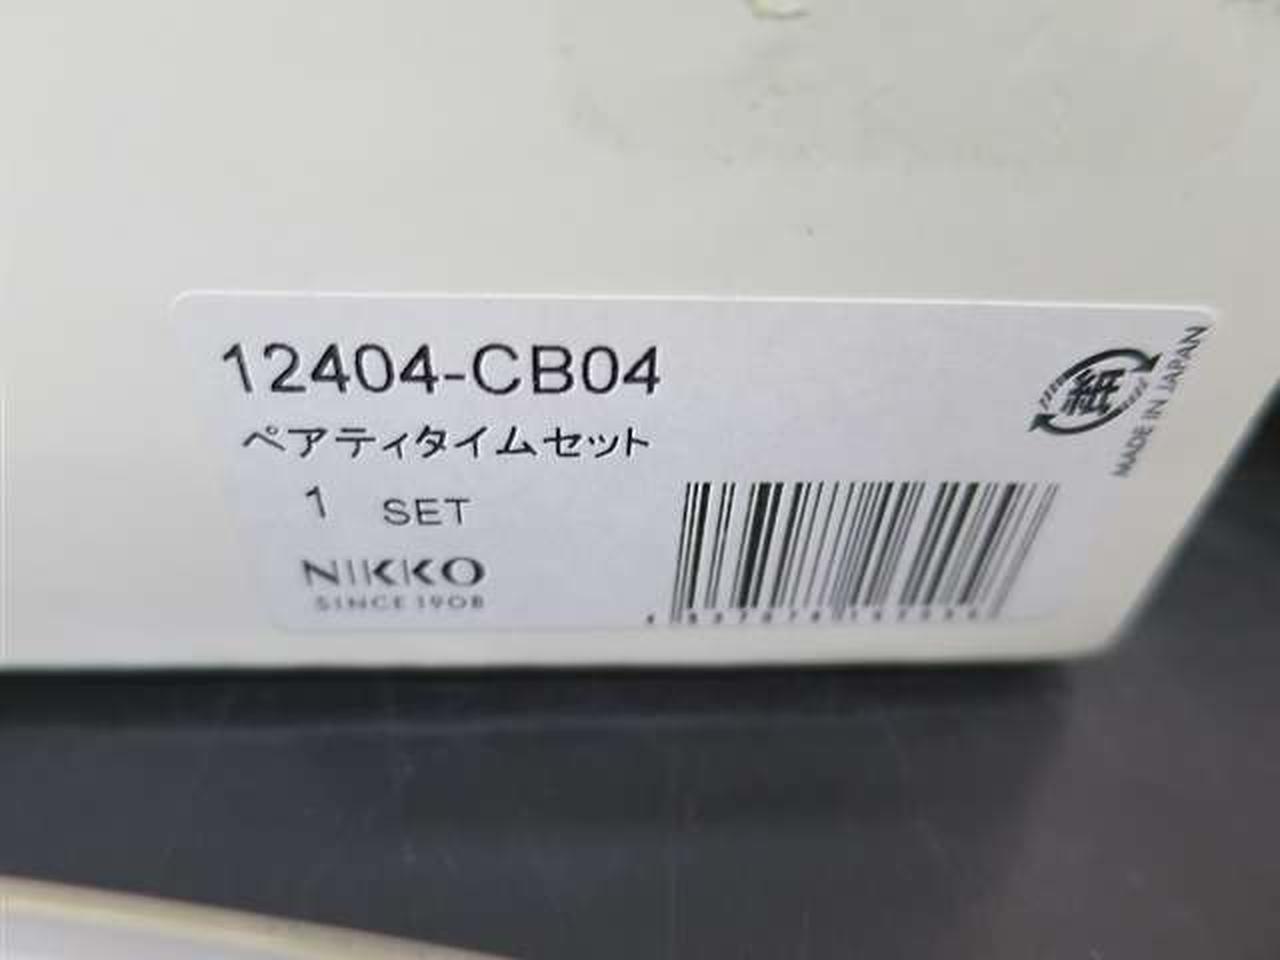 12404-CB04
ペアティタイムセット
1 SET
NIKKO
SINCE 1908
紙
MADE IN JAPAN